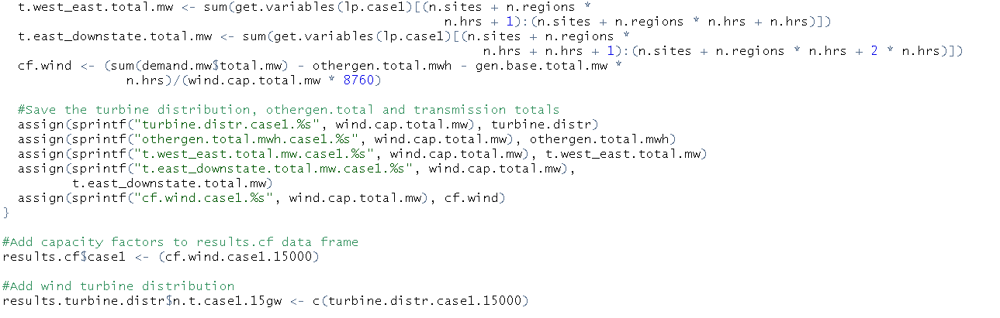 t.west_east.total.mw <- sum(get.variables(lp.case1)[(n.sites + n.regions *
n.hrs + 1):(n.sites + n.regions * n.hrs + n.hrs)])
t.east_downstate.total.mw <- sum(get.variables(lp.case1)[(n.sites + n.regions *
n.hrs + n.hrs + 1):(n.sites + n.regions * n.hrs + 2 * n.hrs)])
cf.wind <- (sum(demand.mw$total.mw) - othergen.total.mwh - gen.base.total.mw *
n.hrs)/(wind.cap.total.mw * 8760)
#Save the turbine distribution, othergen.total and transmission totals
assign(sprintf("turbine.distr.case1.%s", wind.cap.total.mw), turbine.distr)
assign(sprintf("othergen.total.mwh.case1.%s", wind.cap.total.mw), othergen.total.mwh)
assign(sprintf("t.west_east.total.mw.case1.%s", wind.cap.total.mw), t.west_east.total.mw)
assign(sprintf("t.east_downstate.total.mw.case1.%s", wind.cap.total.mw),
t.east_downstate.total.mw)
assign(sprintf("cf.wind.case1.%s", wind.cap.total.mw), cf.wind)
}
#Add capacity factors to results.cf data frame
results.cf$case1 <- (cf.wind.case1.15000)
#Add wind turbine distribution
results.turbine.distr$n.t.case1.15gw <- c(turbine.distr.case1.15000)